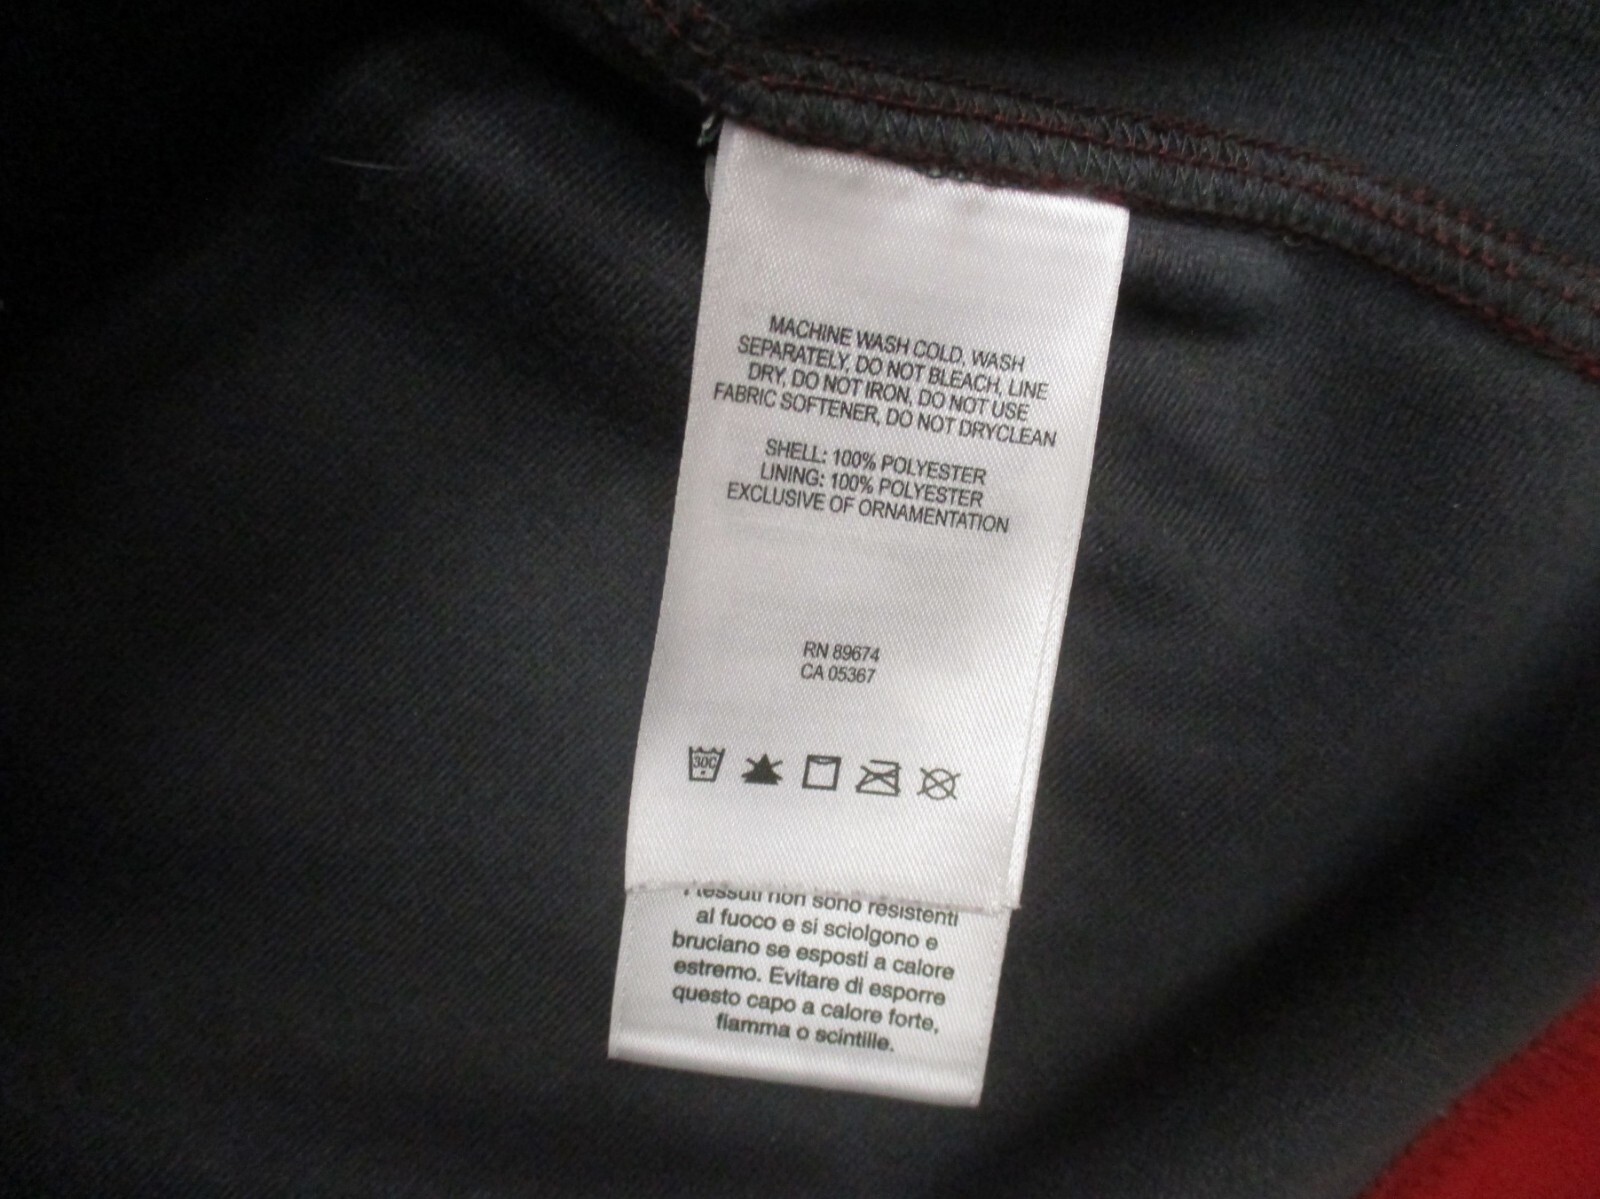 MACHINE WASH COLD, WASH
SEPARATELY, DO NOT BLEACH, LINE
DRY, DO NOT IRON, DO NOT USE
FABRIC SOFTENER, DO NOT DRYCLEAN
SHELL: 100% POLYESTER
LINING: 100% POLYESTER
EXCLUSIVE OF ORNAMENTATION
RN 89674
CA 05367
30C
I tessuti non sono resistenti
al fuoco e si sciolgono e
bruciano se esposti a calore
estremo. Evitare di esporre
questo capo a calore forte,
fiamma o scintille.